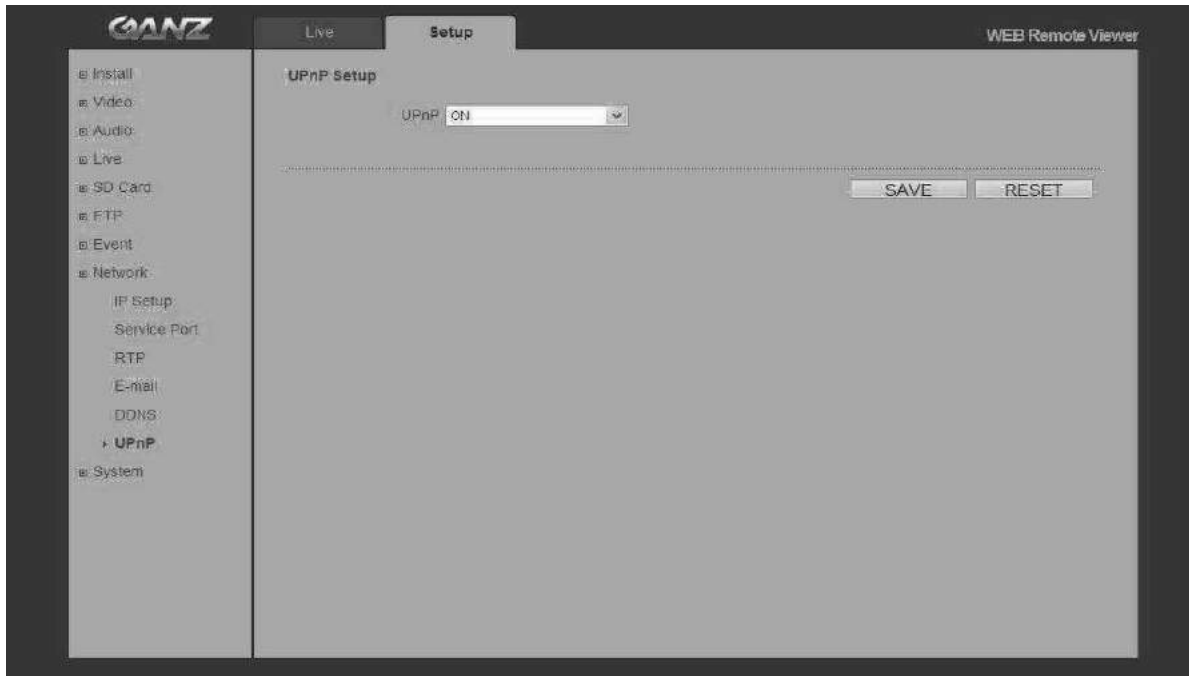 GANZ
Live
Setup
WEB Remote Viewer
Install
Video
Audio
Live
SD Card
FTP
Event
Network
IP Setup
Service Port
RTP
E-mail
DDNS
UPnP
System
UPnP Setup
UPnP ON
SAVE
RESET